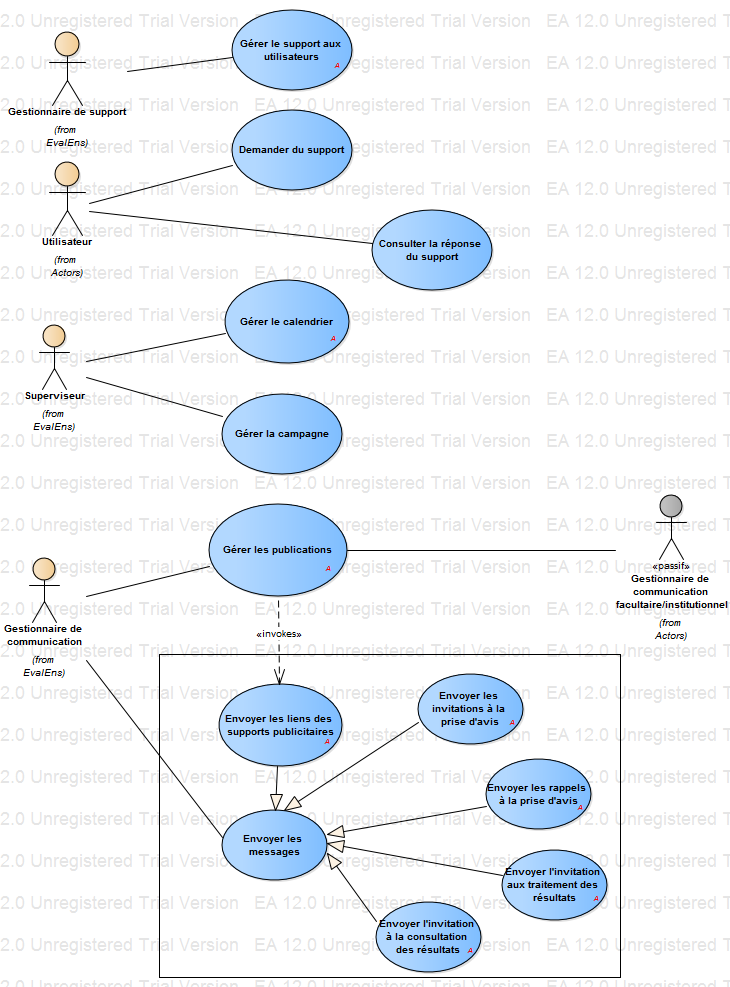 Gérer le support aux
utilisateurs
A
Gestionnaire de support
(from
EvalEns)
Demander du support
Utilisateur
(from
Actors)
Consulter la réponse
du support
Gérer le calendrier
A
Superviseur
(from
EvalEns)
Gérer la campagne
Gérer les publications
A
«passif»
Gestionnaire de
communication
facultaire/institutionnel
(from
Actors)
Gestionnaire de
communication
(from
EvalEns)
«invokes»
Envoyer les liens des
supports publicitaires
A
Envoyer les
invitations à la
prise d'avis
A
Envoyer les rappels
à la prise d'avis
A
Envoyer les
messages
Envoyer l'invitation
aux traitement des
résultats
A
Envoyer l'invitation
à la consultation
des résultats
A
2.0 Unregistered Trial Version EA 12.0 Unregistered Trial Version EA 12.0 Unregistered T